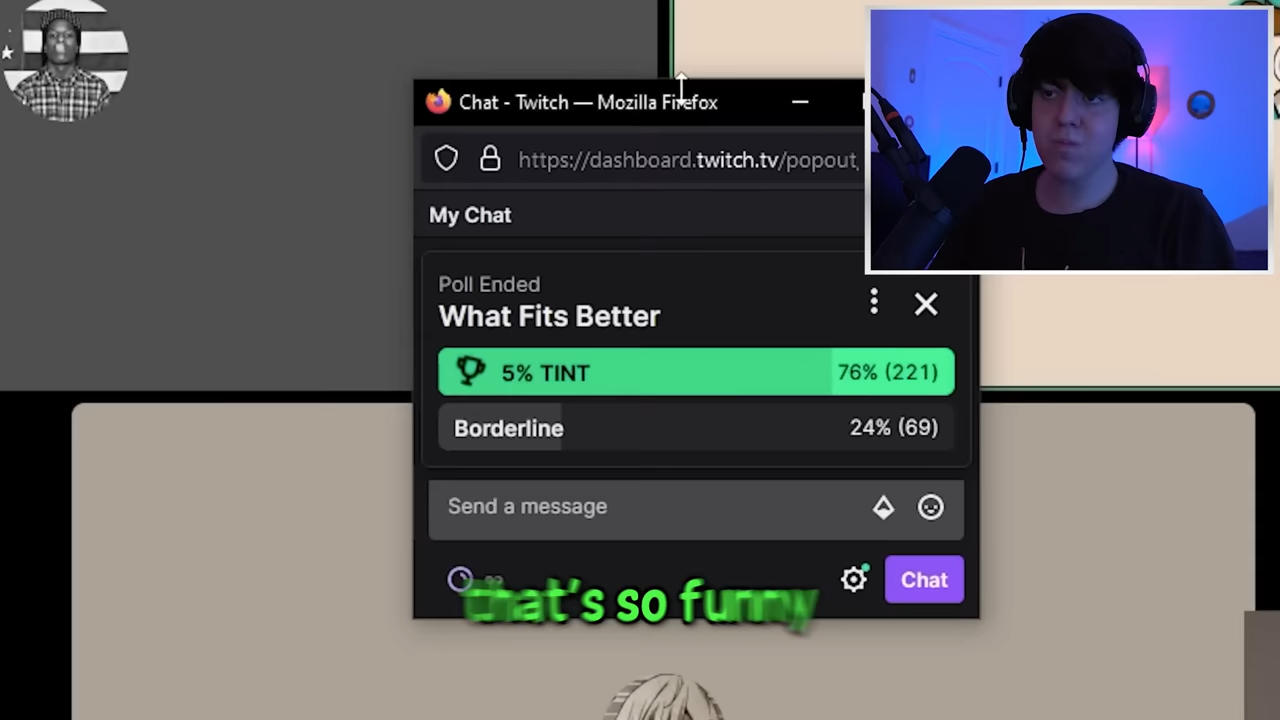 Chat - Twitch — Mozilla Firefox
https://dashboard.twitch.tv/popout
My Chat
Poll Ended
What Fits Better
5% TINT 76% (221)
Borderline 24% (69)
Send a message
Chat
that's so funny